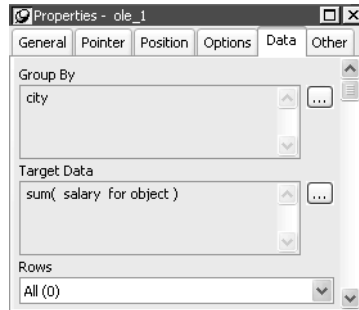 Properties - ole_1
General Pointer Position Options Data Other
Group By
city
...
Target Data
sum( salary for object )
...
Rows
All (0)